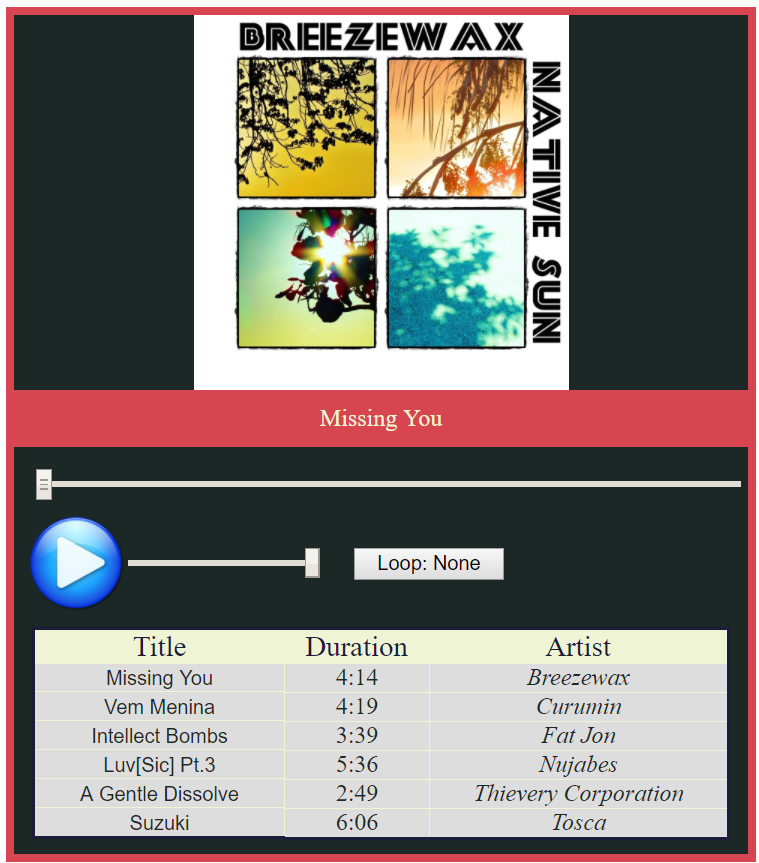 BREEZEWAX
NATIVE SUN
Missing You
Loop: None
Title Duration Artist
Missing You 4:14 Breezewax
Vem Menina 4:19 Curumin
Intellect Bombs 3:39 Fat Jon
Luv[Sic] Pt.3 5:36 Nujabes
A Gentle Dissolve 2:49 Thievery Corporation
Suzuki 6:06 Tosca